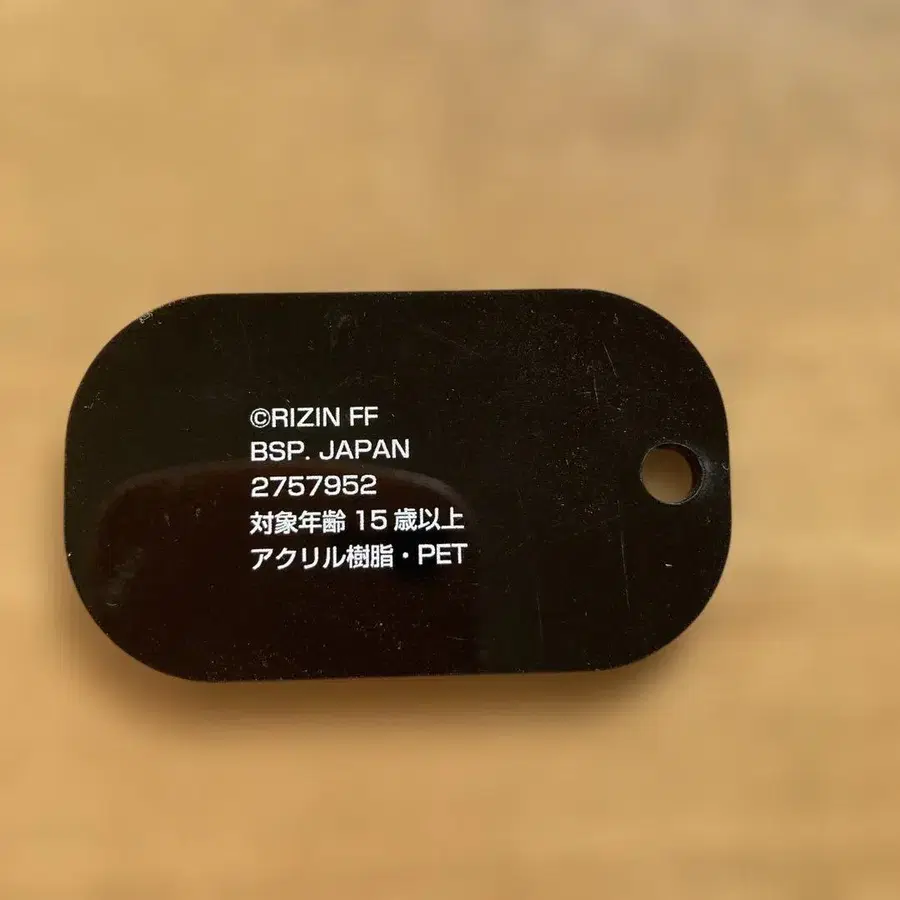 ©RIZIN FF
BSP. JAPAN
2757952
対象年齢 15 歳以上
アクリル樹脂・PET